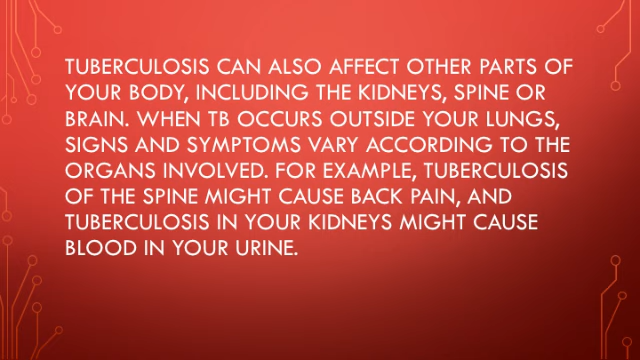 TUBERCULOSIS CAN ALSO AFFECT OTHER PARTS OF
YOUR BODY, INCLUDING THE KIDNEYS, SPINE OR
BRAIN. WHEN TB OCCURS OUTSIDE YOUR LUNGS,
SIGNS AND SYMPTOMS VARY ACCORDING TO THE
ORGANS INVOLVED. FOR EXAMPLE, TUBERCULOSIS
OF THE SPINE MIGHT CAUSE BACK PAIN, AND
TUBERCULOSIS IN YOUR KIDNEYS MIGHT CAUSE
BLOOD IN YOUR URINE.